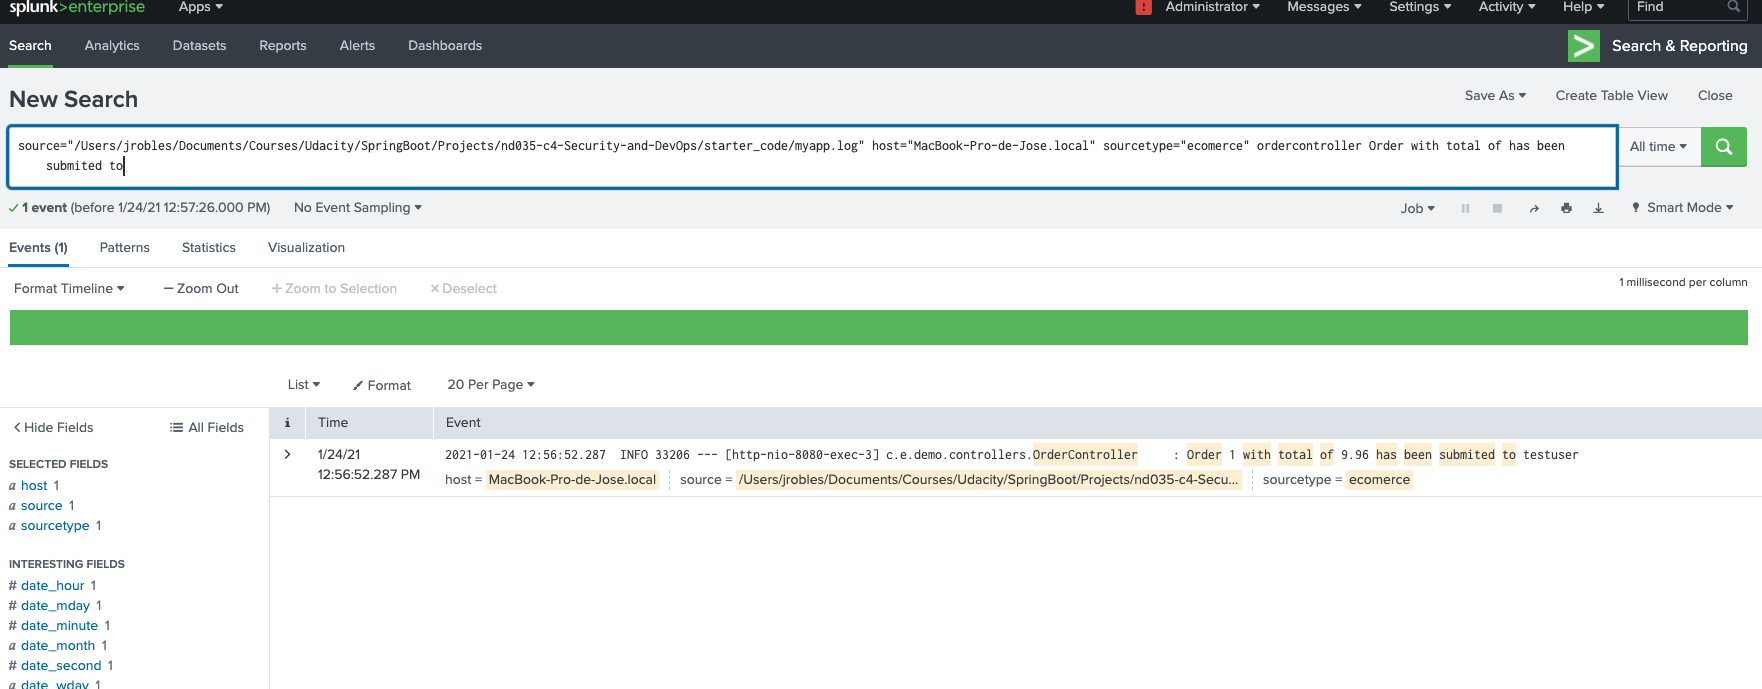 splunk>enterprise Apps ! Administrator Messages Settings Activity Help Find
Search Analytics Datasets Reports Alerts Dashboards > Search & Reporting
New Search Save As Create Table View Close
source="/Users/jrobles/Documents/Courses/Udacity/SpringBoot/Projects/nd035-c4-Security-and-DevOps/starter_code/myapp.log" host="MacBook-Pro-de-Jose.local" sourcetype="ecomerce" ordercontroller Order with total of has been
submited to
All time
1 event (before 1/24/21 12:57:26.000 PM) No Event Sampling Job Smart Mode
Events (1) Patterns Statistics Visualization
Format Timeline — Zoom Out + Zoom to Selection × Deselect 1 millisecond per column
List Format 20 Per Page
< Hide Fields All Fields i Time Event
SELECTED FIELDS
a host 1
a source 1
a sourcetype 1
INTERESTING FIELDS
# date_hour 1
# date_mday 1
# date_minute 1
a date_month 1
# date_second 1
a date_wday 1
> 1/24/21
12:56:52.287 PM
2021-01-24 12:56:52.287 INFO 33206 --- [http-nio-8080-exec-3] c.e.demo.controllers.OrderController : Order 1 with total of 9.96 has been submited to testuser
host = MacBook-Pro-de-Jose.local source = /Users/jrobles/Documents/Courses/Udacity/SpringBoot/Projects/nd035-c4-Secu... sourcetype = ecomerce